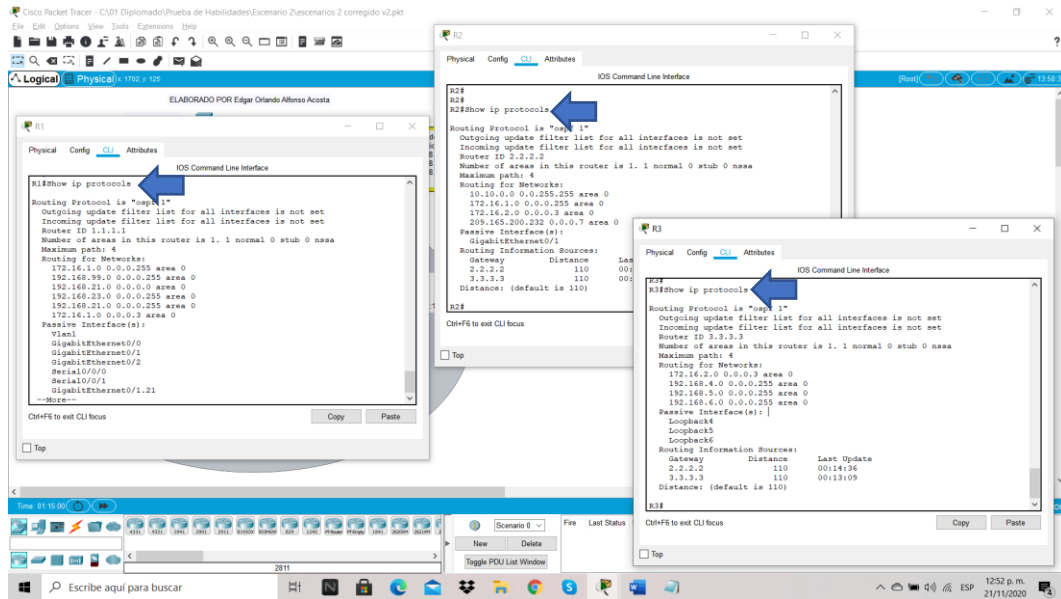 Cisco Packet Tracer - C:\01 Diplomado\Prueba de Habilidades\Escenario 2\escenarios 2 corregido v2.pkt
File Edit Options View Tools Extensions Help
Logical Physical x: 1702, y: 125
[Root]
13:50:3
ELABORADO POR Edgar Orlando Alfonso Acosta
R1
Physical Config CLI Attributes
IOS Command Line Interface
R1#Show ip protocols
Routing Protocol is "ospf 1"
Outgoing update filter list for all interfaces is not set
Incoming update filter list for all interfaces is not set
Router ID 1.1.1.1
Number of areas in this router is 1. 1 normal 0 stub 0 nssa
Maximum path: 4
Routing for Networks:
172.16.1.0 0.0.0.255 area 0
192.168.99.0 0.0.0.255 area 0
192.168.21.0 0.0.0.0 area 0
192.168.23.0 0.0.0.255 area 0
192.168.21.0 0.0.0.255 area 0
172.16.1.0 0.0.0.3 area 0
Passive Interface(s):
Vlan1
GigabitEthernet0/0
GigabitEthernet0/1
GigabitEthernet0/2
Serial0/0/0
Serial0/0/1
GigabitEthernet0/1.21
--More--
Ctrl+F6 to exit CLI focus
Copy Paste
Top
R2
Physical Config CLI Attributes
IOS Command Line Interface
R2#
R2#
R2#Show ip protocols
Routing Protocol is "ospf 1"
Outgoing update filter list for all interfaces is not set
Incoming update filter list for all interfaces is not set
Router ID 2.2.2.2
Number of areas in this router is 1. 1 normal 0 stub 0 nssa
Maximum path: 4
Routing for Networks:
10.10.0.0 0.0.255.255 area 0
172.16.1.0 0.0.0.255 area 0
172.16.2.0 0.0.0.3 area 0
209.165.200.232 0.0.0.7 area 0
Passive Interface(s):
GigabitEthernet0/1
Routing Information Sources:
Gateway Distance Las
2.2.2.2 110 00:
3.3.3.3 110 00:
Distance: (default is 110)
R2#
Ctrl+F6 to exit CLI focus
Top
R3
Physical Config CLI Attributes
IOS Command Line Interface
R3#
R3#Show ip protocols
Routing Protocol is "ospf 1"
Outgoing update filter list for all interfaces is not set
Incoming update filter list for all interfaces is not set
Router ID 3.3.3.3
Number of areas in this router is 1. 1 normal 0 stub 0 nssa
Maximum path: 4
Routing for Networks:
172.16.2.0 0.0.0.3 area 0
192.168.4.0 0.0.0.255 area 0
192.168.5.0 0.0.0.255 area 0
192.168.6.0 0.0.0.255 area 0
Passive Interface(s):
Loopback4
Loopback5
Loopback6
Routing Information Sources:
Gateway Distance Last Update
2.2.2.2 110 00:14:36
3.3.3.3 110 00:13:09
Distance: (default is 110)
R3#
Ctrl+F6 to exit CLI focus
Copy Paste
Top
Time: 01:15:00
Scenario 0
New Delete
Toggle PDU List Window
Fire Last Status
2811
Escribe aquí para buscar
ESP
12:52 p. m.
21/11/2020